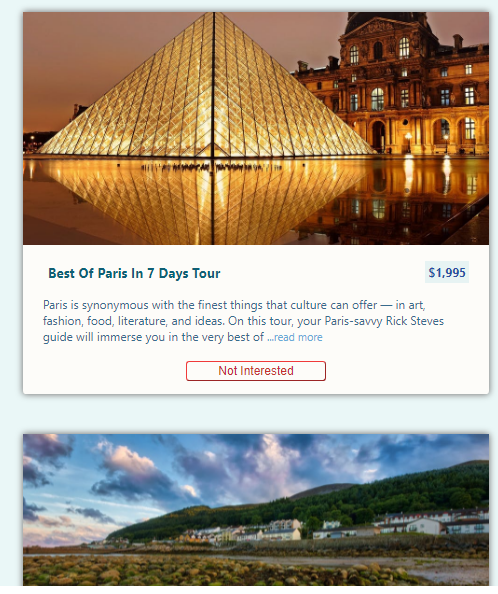 Best Of Paris In 7 Days Tour
$1,995
Paris is synonymous with the finest things that culture can offer — in art,
fashion, food, literature, and ideas. On this tour, your Paris-savvy Rick Steves
guide will immerse you in the very best of ...read more
Not Interested